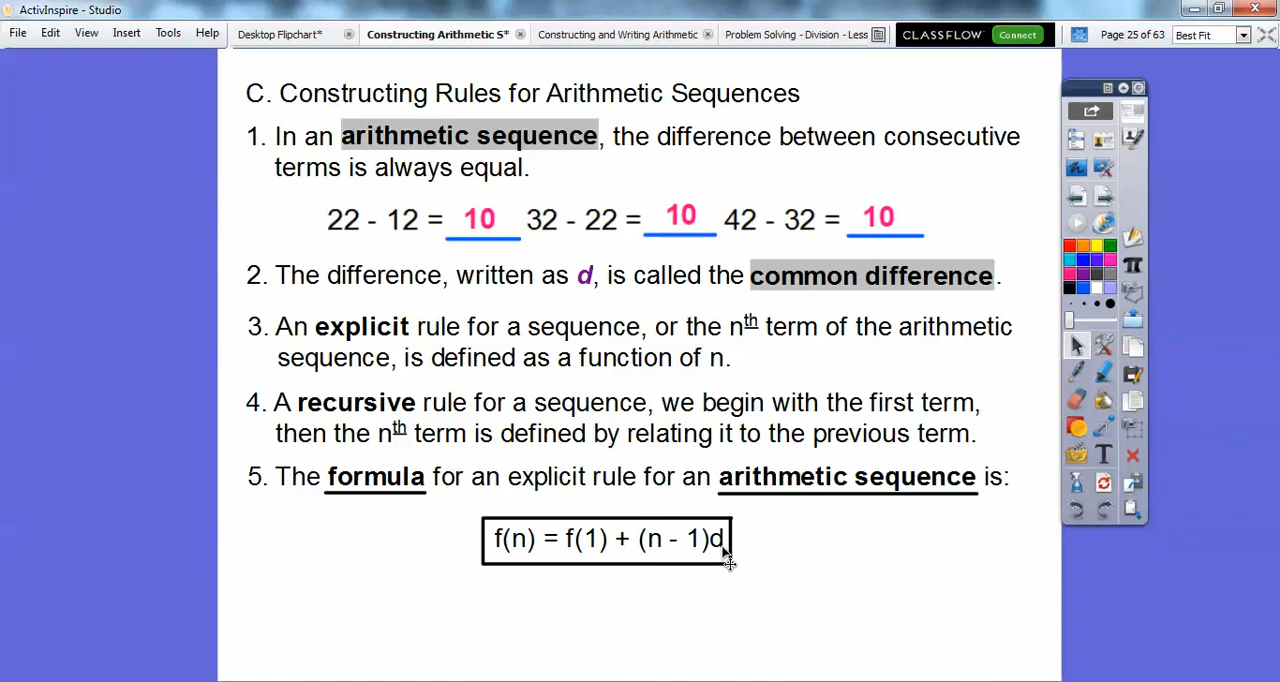 ActivInspire - Studio
File Edit View Insert Tools Help
Desktop Flipchart* Constructing Arithmetic S* Constructing and Writing Arithmetic Problem Solving - Division - Less CLASSFLOW Connect Page 25 of 63 Best Fit
C. Constructing Rules for Arithmetic Sequences
1. In an arithmetic sequence, the difference between consecutive
terms is always equal.
22 - 12 = 10 32 - 22 = 10 42 - 32 = 10
2. The difference, written as d, is called the common difference.
3. An explicit rule for a sequence, or the nth term of the arithmetic
sequence, is defined as a function of n.
4. A recursive rule for a sequence, we begin with the first term,
then the nth term is defined by relating it to the previous term.
5. The formula for an explicit rule for an arithmetic sequence is:
f(n) = f(1) + (n - 1)d